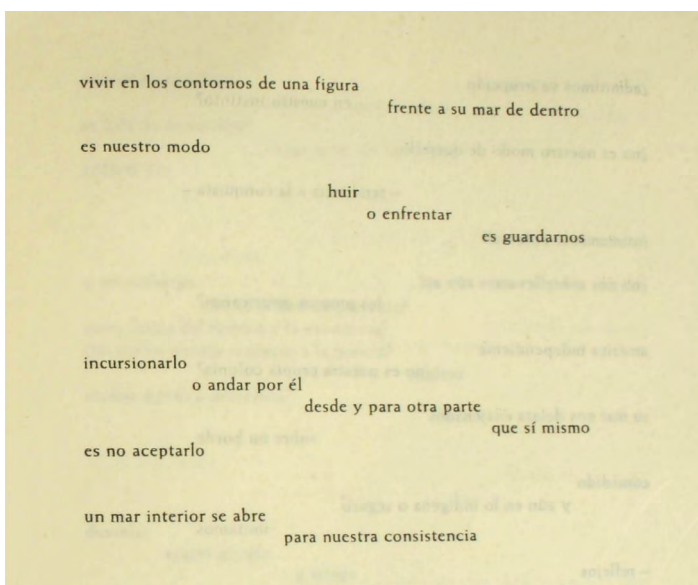 vivir en los contornos de una figura
frente a su mar de dentro
es nuestro modo
huir
o enfrentar
es guardarnos
incursionarlo
o andar por él
desde y para otra parte
que sí mismo
es no aceptarlo
un mar interior se abre
para nuestra consistencia